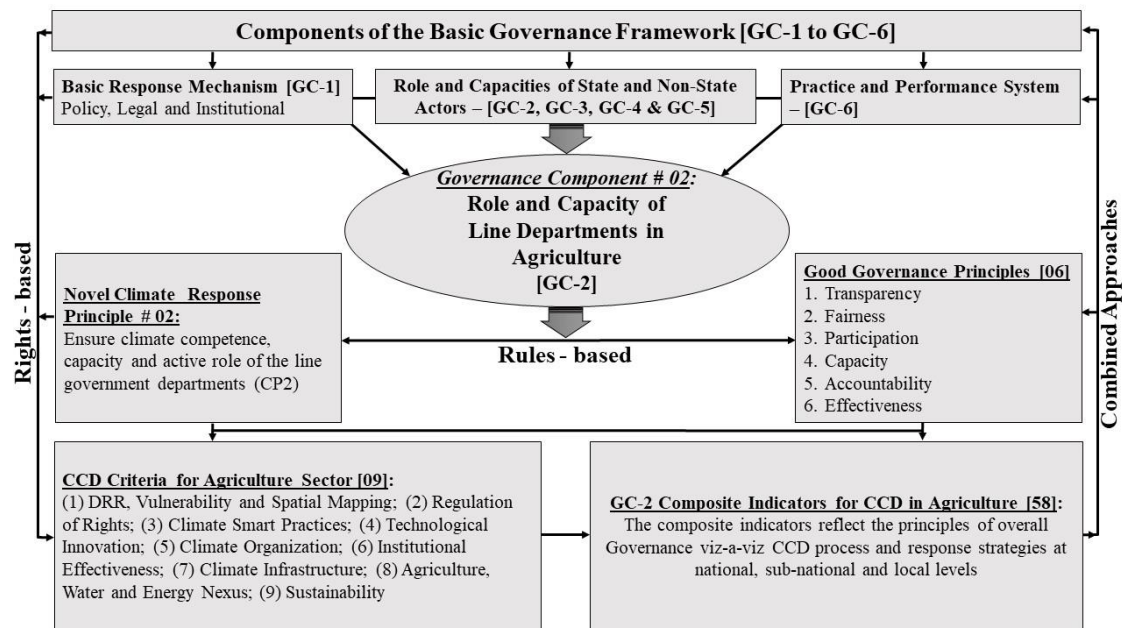 Components of the Basic Governance Framework [GC-1 to GC-6]
Basic Response Mechanism [GC-1]
Policy, Legal and Institutional
Role and Capacities of State and Non-State
Actors – [GC-2, GC-3, GC-4 & GC-5]
Practice and Performance System
– [GC-6]
Governance Component # 02:
Role and Capacity of
Line Departments in
Agriculture
[GC-2]
Rights - based
Combined Approaches
Novel Climate Response
Principle # 02:
Ensure climate competence,
capacity and active role of the line
government departments (CP2)
Rules - based
Good Governance Principles [06]
1. Transparency
2. Fairness
3. Participation
4. Capacity
5. Accountability
6. Effectiveness
CCD Criteria for Agriculture Sector [09]:
(1) DRR, Vulnerability and Spatial Mapping; (2) Regulation
of Rights; (3) Climate Smart Practices; (4) Technological
Innovation; (5) Climate Organization; (6) Institutional
Effectiveness; (7) Climate Infrastructure; (8) Agriculture,
Water and Energy Nexus; (9) Sustainability
GC-2 Composite Indicators for CCD in Agriculture [58]:
The composite indicators reflect the principles of overall
Governance viz-a-viz CCD process and response strategies at
national, sub-national and local levels